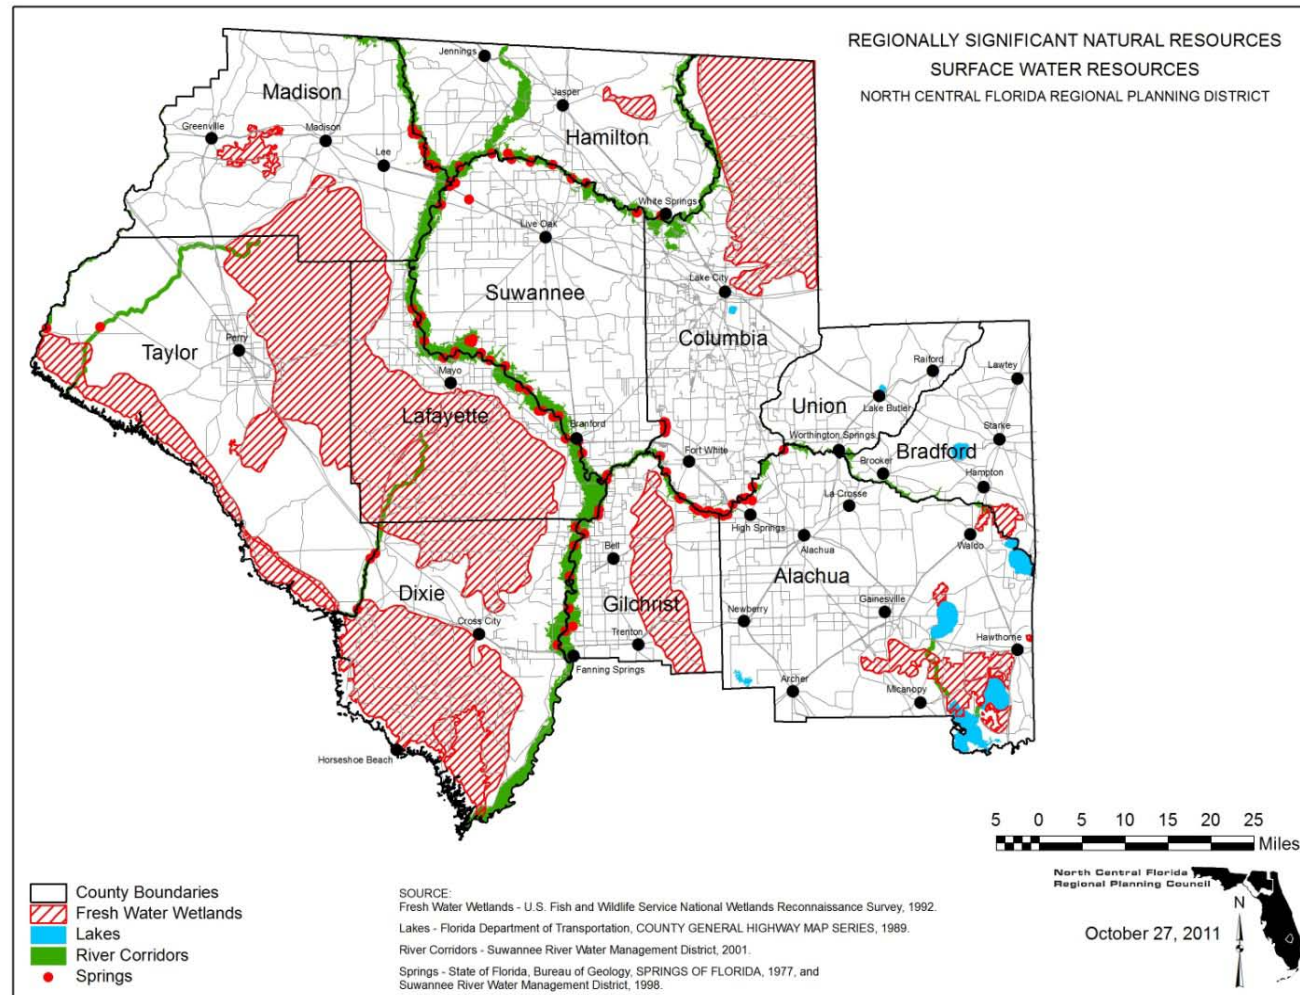 REGIONALLY SIGNIFICANT NATURAL RESOURCES
SURFACE WATER RESOURCES
NORTH CENTRAL FLORIDA REGIONAL PLANNING DISTRICT
Jennings
Madison
Jasper
Greenville
Madison
Hamilton
Lee
White Springs
Live Oak
Lake City
Suwannee
Columbia
Taylor
Perry
Mayo
Raiford
Lawtey
Lafayette
Union
Lake Butler
Branford
Worthington Springs
Starke
Fort White
Brooker
Bradford
Hampton
La Crosse
High Springs
Waldo
Bell
Alachua
Alachua
Dixie
Gilchrist
Newberry
Gainesville
Cross City
Trenton
Hawthorne
Fanning Springs
Archer
Micanopy
Horseshoe Beach
5 0 5 10 15 20 25
Miles
County Boundaries
Fresh Water Wetlands
Lakes
River Corridors
Springs
SOURCE:
Fresh Water Wetlands - U.S. Fish and Wildlife Service National Wetlands Reconnaissance Survey, 1992.
Lakes - Florida Department of Transportation, COUNTY GENERAL HIGHWAY MAP SERIES, 1989.
River Corridors - Suwannee River Water Management District, 2001.
Springs - State of Florida, Bureau of Geology, SPRINGS OF FLORIDA, 1977, and
Suwannee River Water Management District, 1998.
North Central Florida
Regional Planning Council
N
October 27, 2011